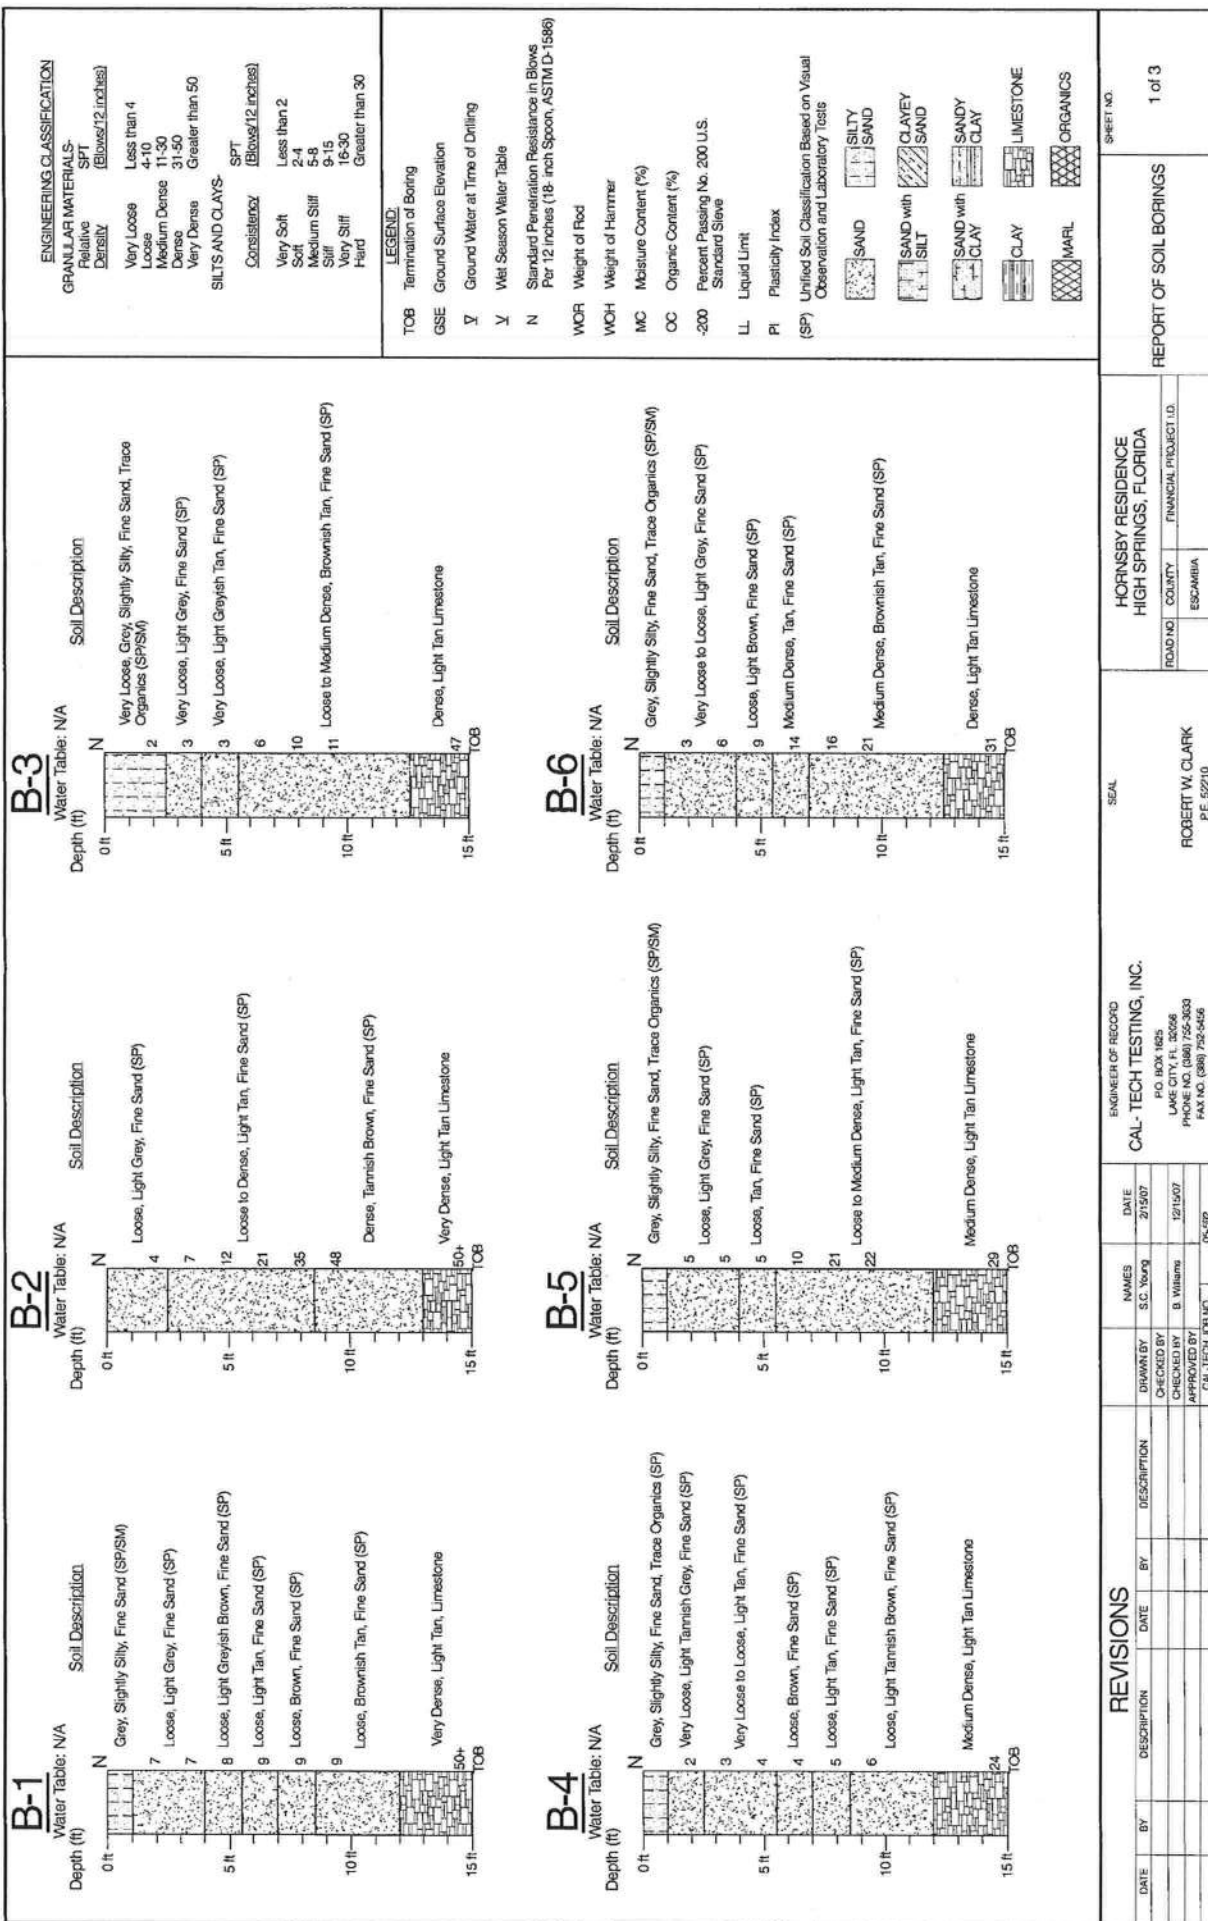 B-1
Water Table: N/A
Depth (ft)
N
Soil Description
0 ft
Grey, Slightly Silty, Fine Sand (SP/SM)
7
Loose, Light Grey, Fine Sand (SP)
7
5 ft
8
Loose, Light Greyish Brown, Fine Sand (SP)
9
Loose, Light Tan, Fine Sand (SP)
9
Loose, Brown, Fine Sand (SP)
9
10 ft
Loose, Brownish Tan, Fine Sand (SP)
Very Dense, Light Tan, Limestone
50+
15 ft
TOB
B-2
Water Table: N/A
Depth (ft)
N
Soil Description
0 ft
Loose, Light Grey, Fine Sand (SP)
4
7
5 ft
12
Loose to Dense, Light Tan, Fine Sand (SP)
21
35
48
10 ft
Dense, Tannish Brown, Fine Sand (SP)
Very Dense, Light Tan Limestone
50+
15 ft
TOB
B-3
Water Table: N/A
Depth (ft)
N
Soil Description
0 ft
Very Loose, Grey, Slightly Silty, Fine Sand, Trace
Organics (SP/SM)
2
3
Very Loose, Light Grey, Fine Sand (SP)
5 ft
3
Very Loose, Light Greyish Tan, Fine Sand (SP)
6
10
Loose to Medium Dense, Brownish Tan, Fine Sand (SP)
11
10 ft
Dense, Light Tan Limestone
47
15 ft
TOB
B-4
Water Table: N/A
Depth (ft)
N
Soil Description
0 ft
Grey, Slightly Silty, Fine Sand, Trace Organics (SP)
2
Very Loose, Light Tannish Grey, Fine Sand (SP)
3
Very Loose to Loose, Light Tan, Fine Sand (SP)
5 ft
4
4
Loose, Brown, Fine Sand (SP)
5
Loose, Light Tan, Fine Sand (SP)
6
10 ft
Loose, Light Tannish Brown, Fine Sand (SP)
Medium Dense, Light Tan Limestone
24
15 ft
TOB
B-5
Water Table: N/A
Depth (ft)
N
Soil Description
0 ft
Grey, Slightly Silty, Fine Sand, Trace Organics (SP/SM)
5
Loose, Light Grey, Fine Sand (SP)
5
5 ft
5
Loose, Tan, Fine Sand (SP)
10
21
Loose to Medium Dense, Light Tan, Fine Sand (SP)
22
10 ft
Medium Dense, Light Tan Limestone
29
15 ft
TOB
B-6
Water Table: N/A
Depth (ft)
N
Soil Description
0 ft
Grey, Slightly Silty, Fine Sand, Trace Organics (SP/SM)
3
Very Loose to Loose, Light Grey, Fine Sand (SP)
6
5 ft
9
Loose, Light Brown, Fine Sand (SP)
14
Medium Dense, Tan, Fine Sand (SP)
16
21
10 ft
Medium Dense, Brownish Tan, Fine Sand (SP)
Dense, Light Tan Limestone
31
15 ft
TOB
ENGINEERING CLASSIFICATION
GRANULAR MATERIALS-
Relative SPT
Density (Blows/12 inches)
Very Loose Less than 4
Loose 4-10
Medium Dense 11-30
Dense 31-50
Very Dense Greater than 50
SILTS AND CLAYS-
SPT
Consistency (Blows/12 inches)
Very Soft Less than 2
Soft 2-4
Medium Stiff 5-8
Stiff 9-15
Very Stiff 16-30
Hard Greater than 30
LEGEND:
TOB Termination of Boring
GSE Ground Surface Elevation
Ground Water at Time of Drilling
Wet Season Water Table
N Standard Penetration Resistance in Blows
Per 12 inches (18- inch Spoon, ASTM D-1586)
WOR Weight of Rod
WOH Weight of Hammer
MC Moisture Content (%)
OC Organic Content (%)
-200 Percent Passing No. 200 U.S.
Standard Sieve
LL Liquid Limit
PI Plasticity Index
(SP) Unified Soil Classification Based on Visual
Observation and Laboratory Tests
SAND SILTY SAND
SAND with SILT CLAYEY SAND
SAND with CLAY SANDY CLAY
CLAY LIMESTONE
MARL ORGANICS
REVISIONS
DATE BY DESCRIPTION DATE BY DESCRIPTION
NAMES DATE
DRAWN BY S.C. Young 2/15/07
CHECKED BY
CHECKED BY B. Williams 12/15/07
APPROVED BY
CAL-TECH JOB NO.
ENGINEER OF RECORD
CAL- TECH TESTING, INC.
P.O. BOX 1625
LAKE CITY, FL. 32056
PHONE NO. (386) 755-3633
FAX NO. (386) 752-5456
SEAL
ROBERT W. CLARK
P.E. 52210
HORNSBY RESIDENCE
HIGH SPRINGS, FLORIDA
ROAD NO. COUNTY FINANCIAL PROJECT I.D.
ESCAMBIA
REPORT OF SOIL BORINGS
SHEET NO.
1 of 3